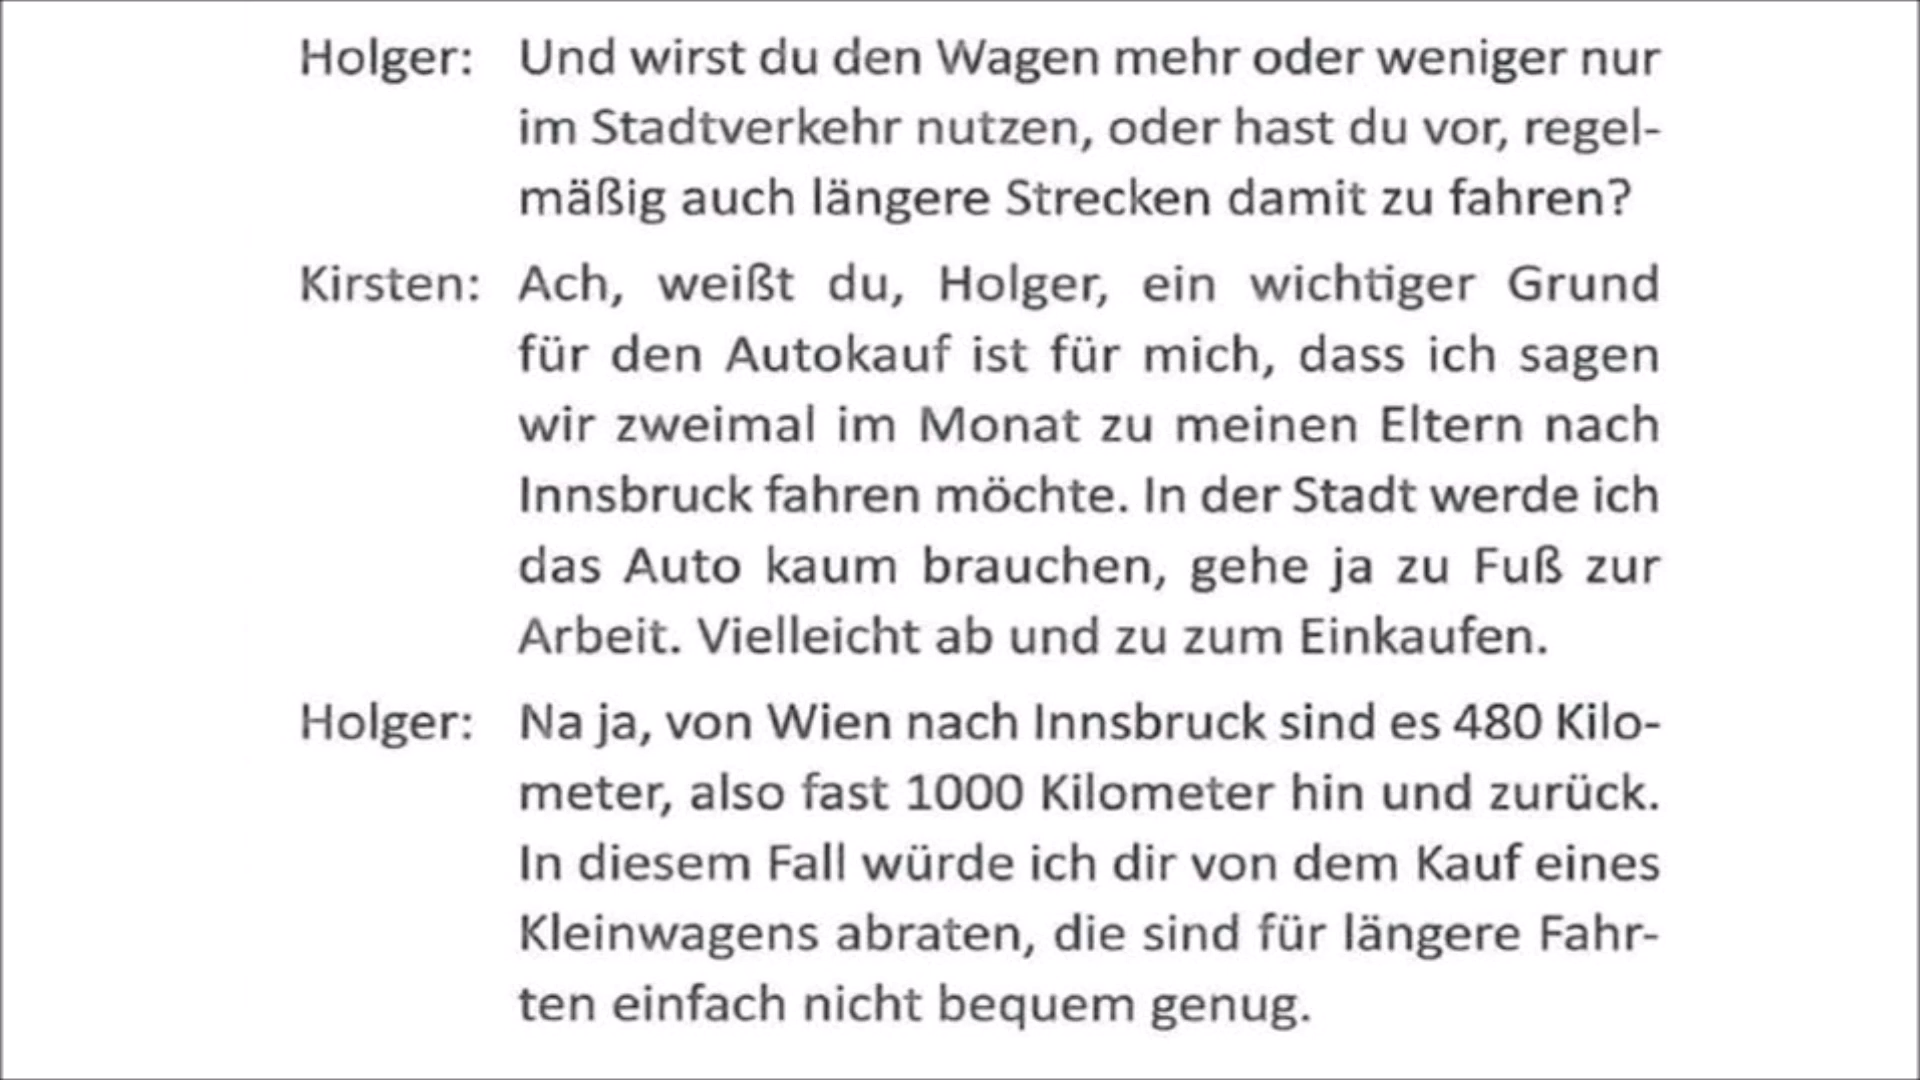 Holger: Und wirst du den Wagen mehr oder weniger nur
im Stadtverkehr nutzen, oder hast du vor, regel-
mäßig auch längere Strecken damit zu fahren?
Kirsten: Ach, weißt du, Holger, ein wichtiger Grund
für den Autokauf ist für mich, dass ich sagen
wir zweimal im Monat zu meinen Eltern nach
Innsbruck fahren möchte. In der Stadt werde ich
das Auto kaum brauchen, gehe ja zu Fuß zur
Arbeit. Vielleicht ab und zu zum Einkaufen.
Holger: Na ja, von Wien nach Innsbruck sind es 480 Kilo-
meter, also fast 1000 Kilometer hin und zurück.
In diesem Fall würde ich dir von dem Kauf eines
Kleinwagens abraten, die sind für längere Fahr-
ten einfach nicht bequem genug.